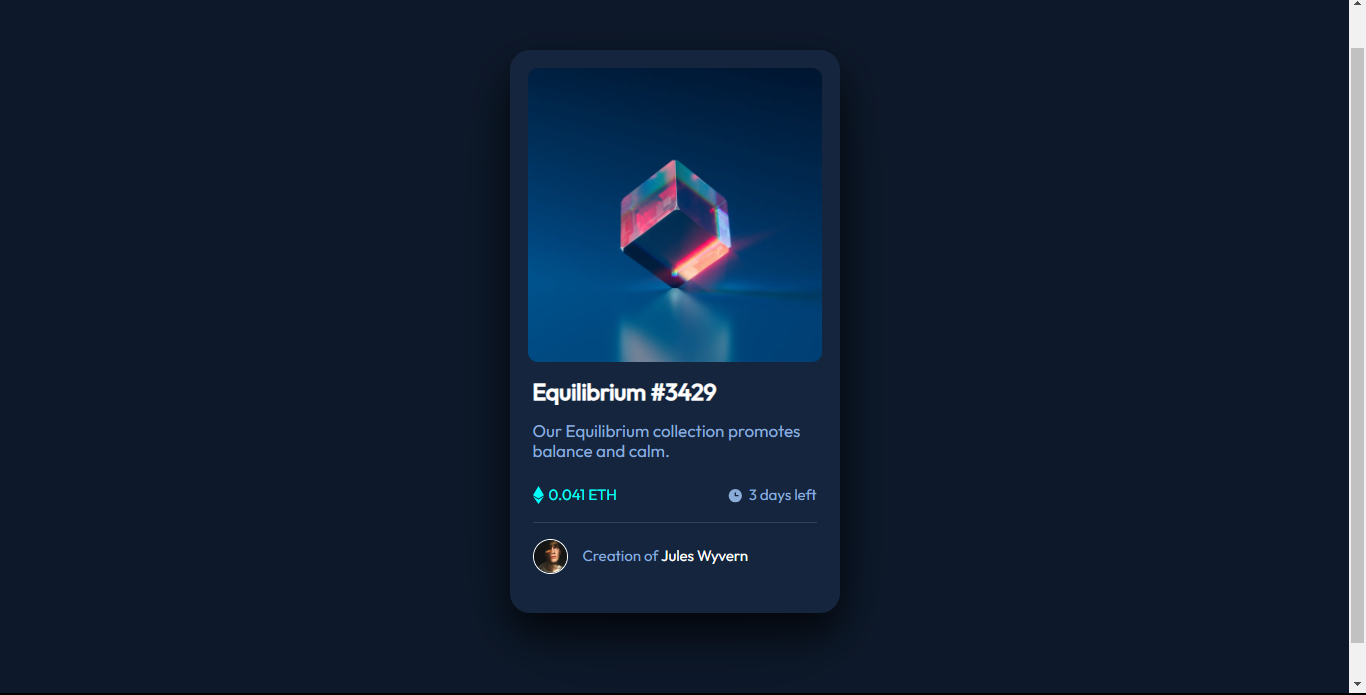 Equilibrium #3429
Our Equilibrium collection promotes
balance and calm.
0.041 ETH
3 days left
Creation of Jules Wyvern